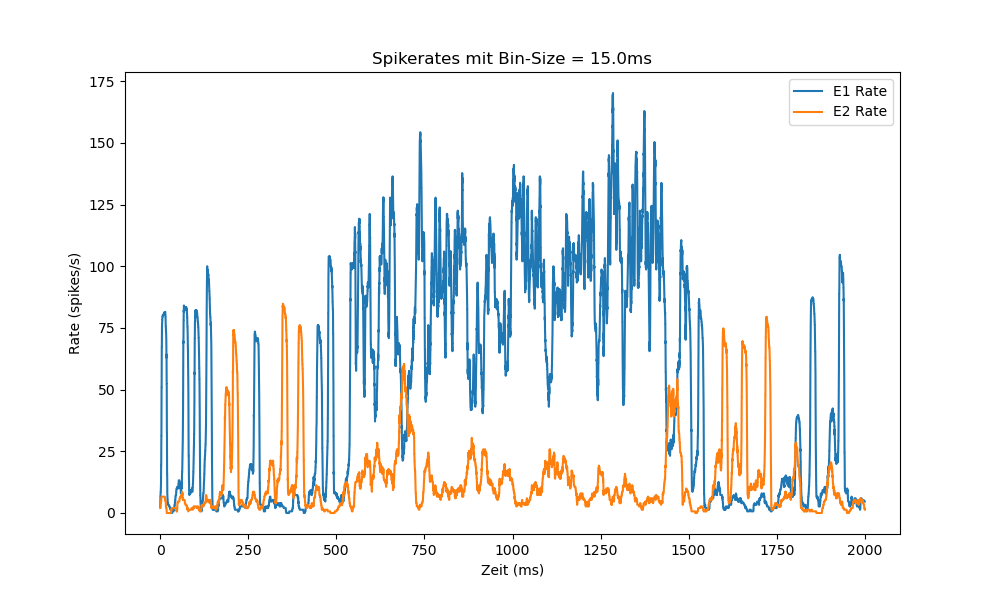 Spikerates mit Bin-Size = 15.0ms
E1 Rate
E2 Rate
175
150
125
100
75
50
25
0
Rate (spikes/s)
0 250 500 750 1000 1250 1500 1750 2000
Zeit (ms)